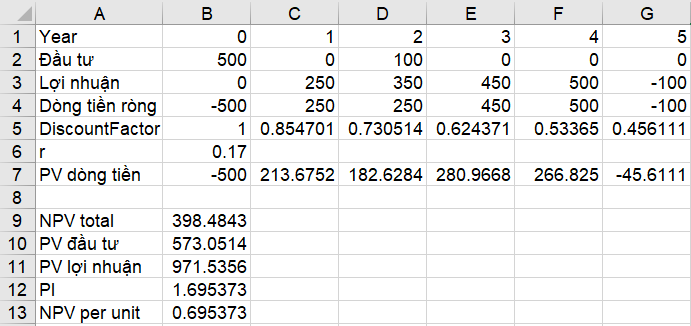 A B C D E F G
1 Year 0 1 2 3 4 5
2 Đầu tư 500 0 100 0 0 0
3 Lợi nhuận 0 250 350 450 500 -100
4 Dòng tiền ròng -500 250 250 450 500 -100
5 DiscountFactor 1 0.854701 0.730514 0.624371 0.53365 0.456111
6 r 0.17
7 PV dòng tiền -500 213.6752 182.6284 280.9668 266.825 -45.6111
8
9 NPV total 398.4843
10 PV đầu tư 573.0514
11 PV lợi nhuận 971.5356
12 PI 1.695373
13 NPV per unit 0.695373